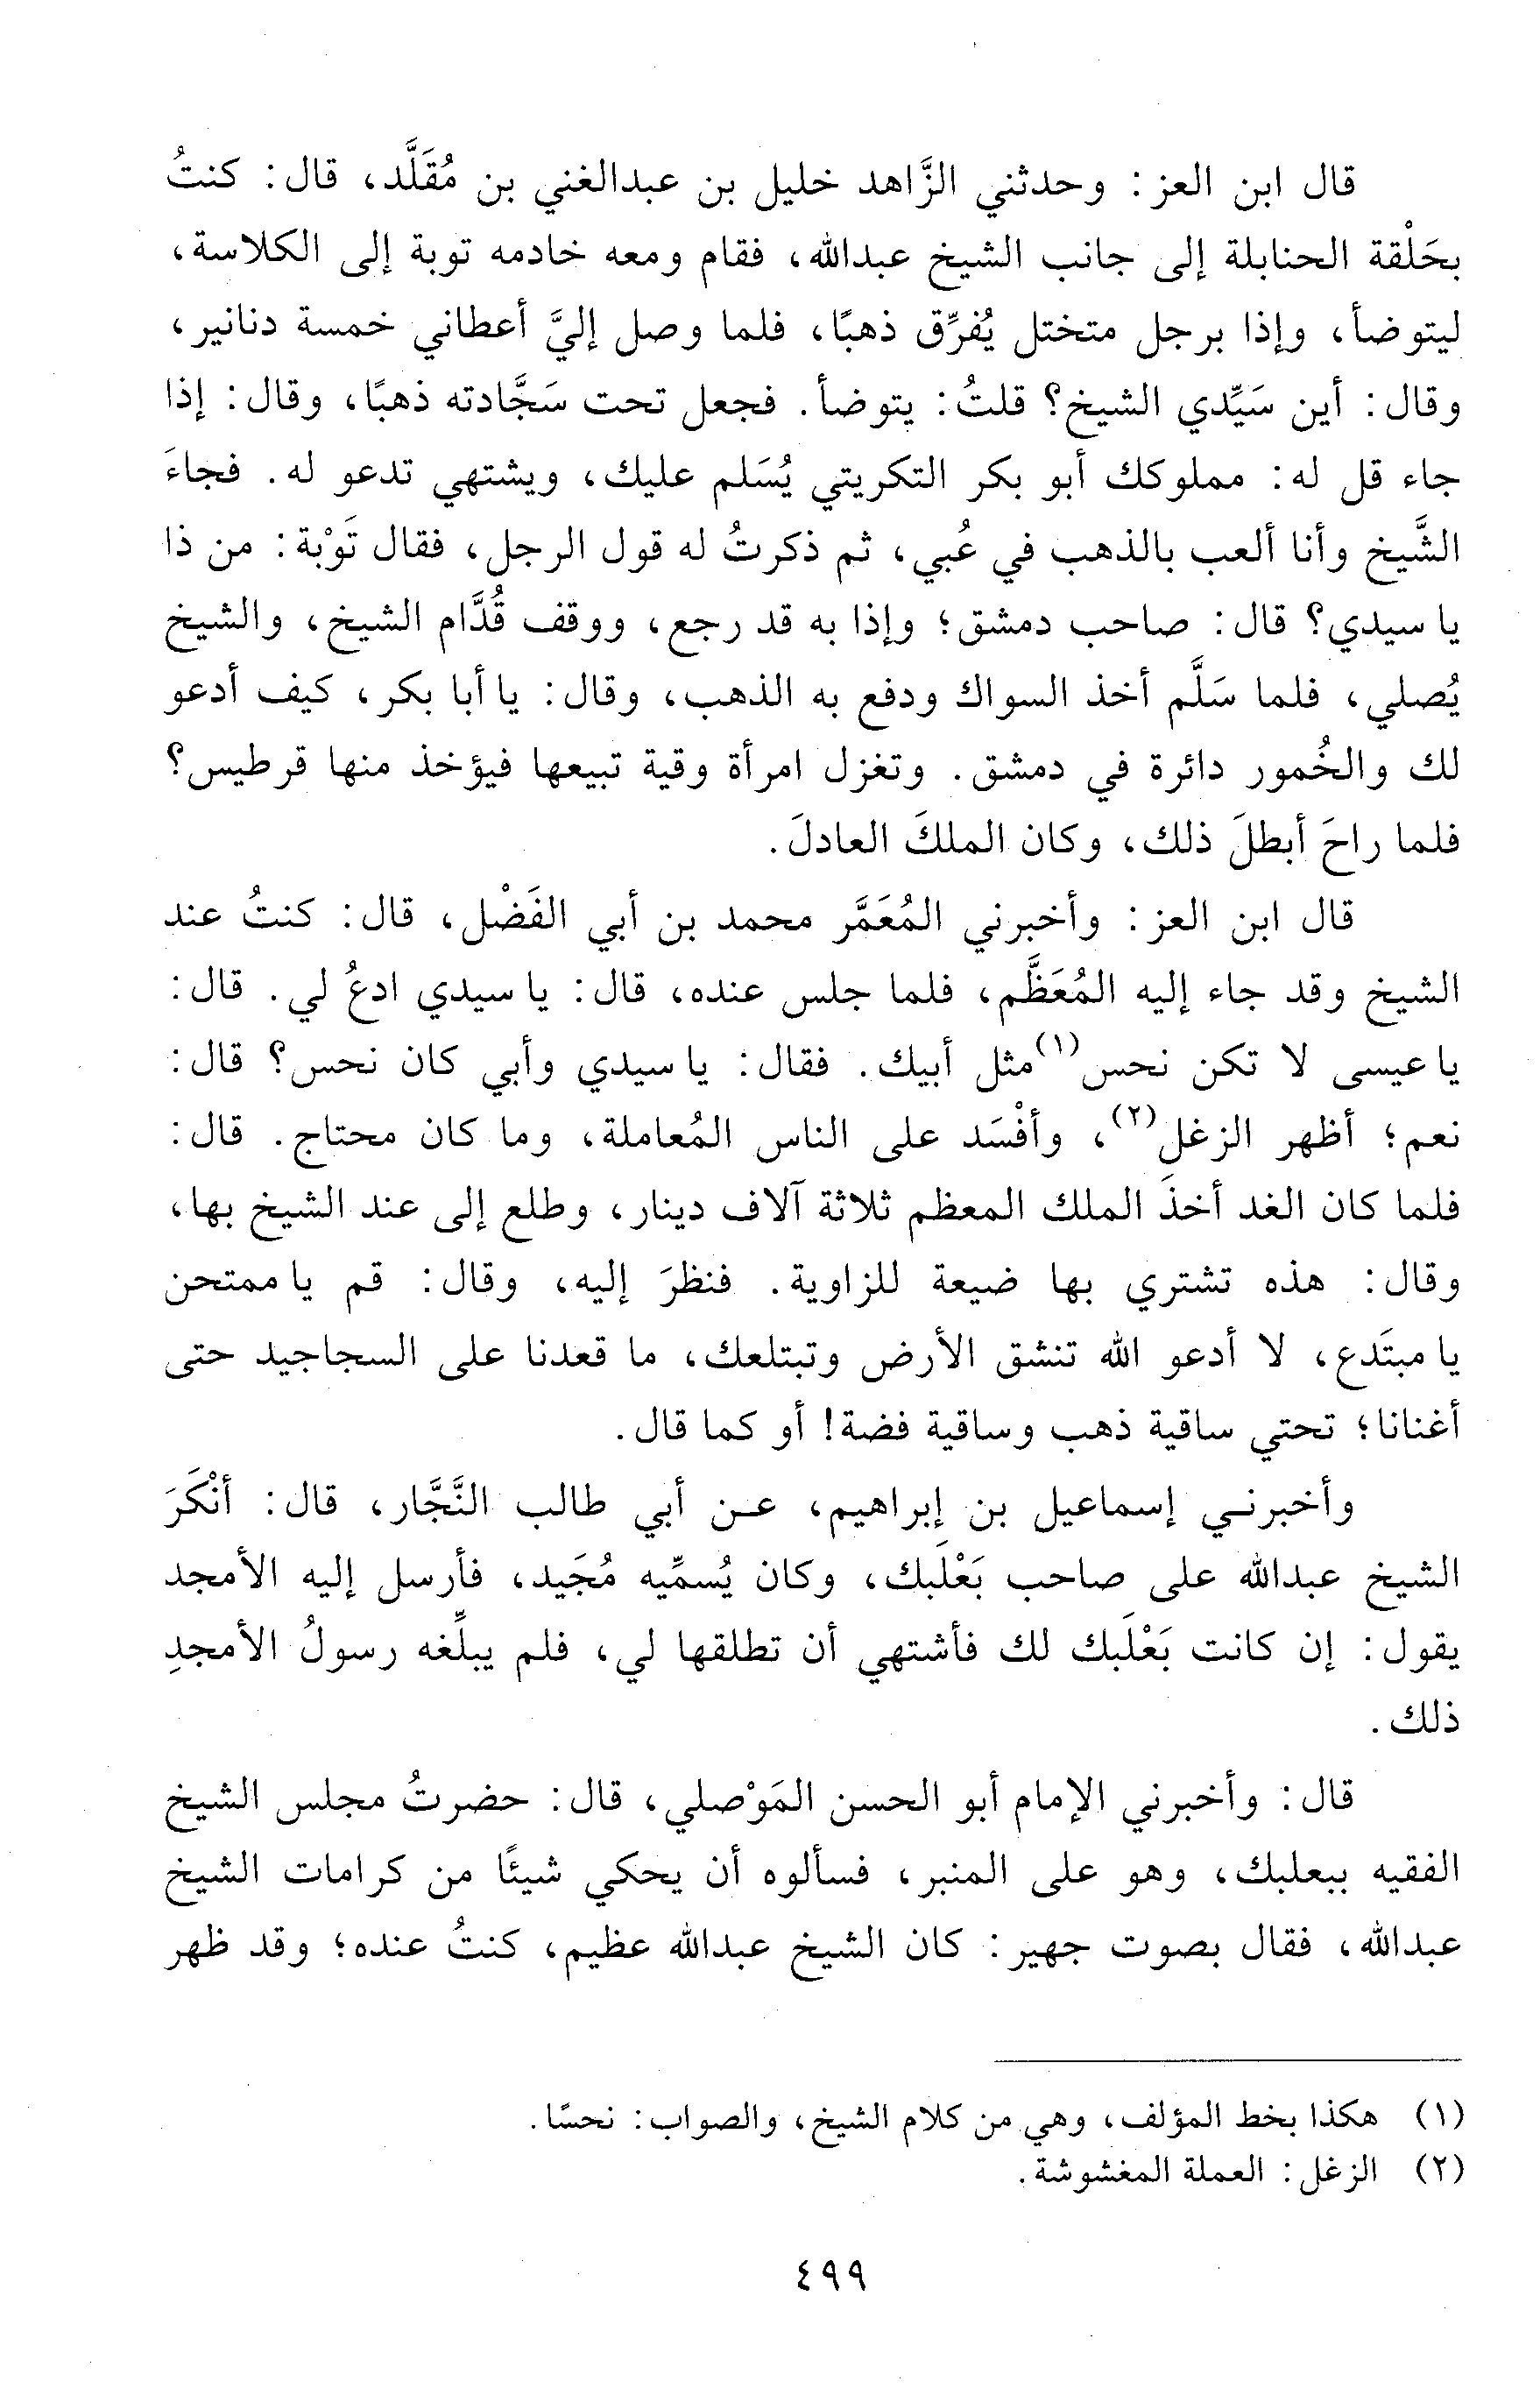 قال ابن العز: وحدثني الزَّاهد خليل بن عبدالغني بن مُقَلَّد، قال: كنتُ
بحَلْقة الحنابلة إلى جانب الشيخ عبدالله، فقام ومعه خادمه توبة إلى الكلاسة،
ليتوضأ، وإذا برجل متختل يُفرِّق ذهبًا، فلما وصل إليَّ أعطاني خمسة دنانير،
وقال: أين سَيِّدي الشيخ؟ قلتُ: يتوضأ. فجعل تحت سَجَّادته ذهبًا، وقال: إذا
جاء قل له: مملوكك أبو بكر التكريتي يُسَلم عليك، ويشتهي تدعو له. فجاءَ
الشَّيخ وأنا ألعب بالذهب في عُبي، ثم ذكرتُ له قول الرجل، فقال تَوْبة: من ذا
يا سيدي؟ قال: صاحب دمشق؛ وإذا به قد رجع، ووقف قُدَّام الشيخ، والشيخ
يُصلي، فلما سَلَّم أخذ السواك ودفع به الذهب، وقال: يا أبا بكر، كيف أدعو
لك والخُمور دائرة في دمشق. وتغزل امرأة وقية تبيعها فيؤخذ منها قرطيس؟
فلما راحَ أبطلَ ذلك، وكان الملكَ العادلَ.
قال ابن العز: وأخبرني المُعَمَّر محمد بن أبي الفَضْل، قال: كنتُ عند
الشيخ وقد جاء إليه المُعَظَّم، فلما جلس عنده، قال: يا سيدي ادعُ لي. قال:
يا عيسى لا تكن نحس(١) مثل أبيك. فقال: يا سيدي وأبي كان نحس؟ قال:
نعم؛ أظهر الزغل(٢)، وأفْسَد على الناس المُعاملة، وما كان محتاج. قال:
فلما كان الغد أخذَ الملك المعظم ثلاثة آلاف دينار، وطلع إلى عند الشيخ بها،
وقال: هذه تشتري بها ضيعة للزاوية. فنظرَ إليه، وقال: قم يا ممتحن
يا مبتَدع، لا أدعو الله تنشق الأرض وتبتلعك، ما قعدنا على السجاجيد حتى
أغنانا؛ تحتي ساقية ذهب وساقية فضة! أو كما قال.
وأخبرني إسماعيل بن إبراهيم، عن أبي طالب النَّجَّار، قال: أنْكَرَ
الشيخ عبدالله على صاحب بَعْلَبك، وكان يُسمِّيه مُجَيد، فأرسل إليه الأمجد
يقول: إن كانت بَعْلَبك لك فأشتهي أن تطلقها لي، فلم يبلِّغه رسولُ الأمجدِ
ذلك.
قال: وأخبرني الإمام أبو الحسن المَوْصلي، قال: حضرتُ مجلس الشيخ
الفقيه ببعلبك، وهو على المنبر، فسألوه أن يحكي شيئًا من كرامات الشيخ
عبدالله، فقال بصوت جهير: كان الشيخ عبدالله عظيم، كنتُ عنده؛ وقد ظهر
(١) هكذا بخط المؤلف، وهي من كلام الشيخ، والصواب: نحسًا.
(٢) الزغل: العملة المغشوشة.
٤٩٩